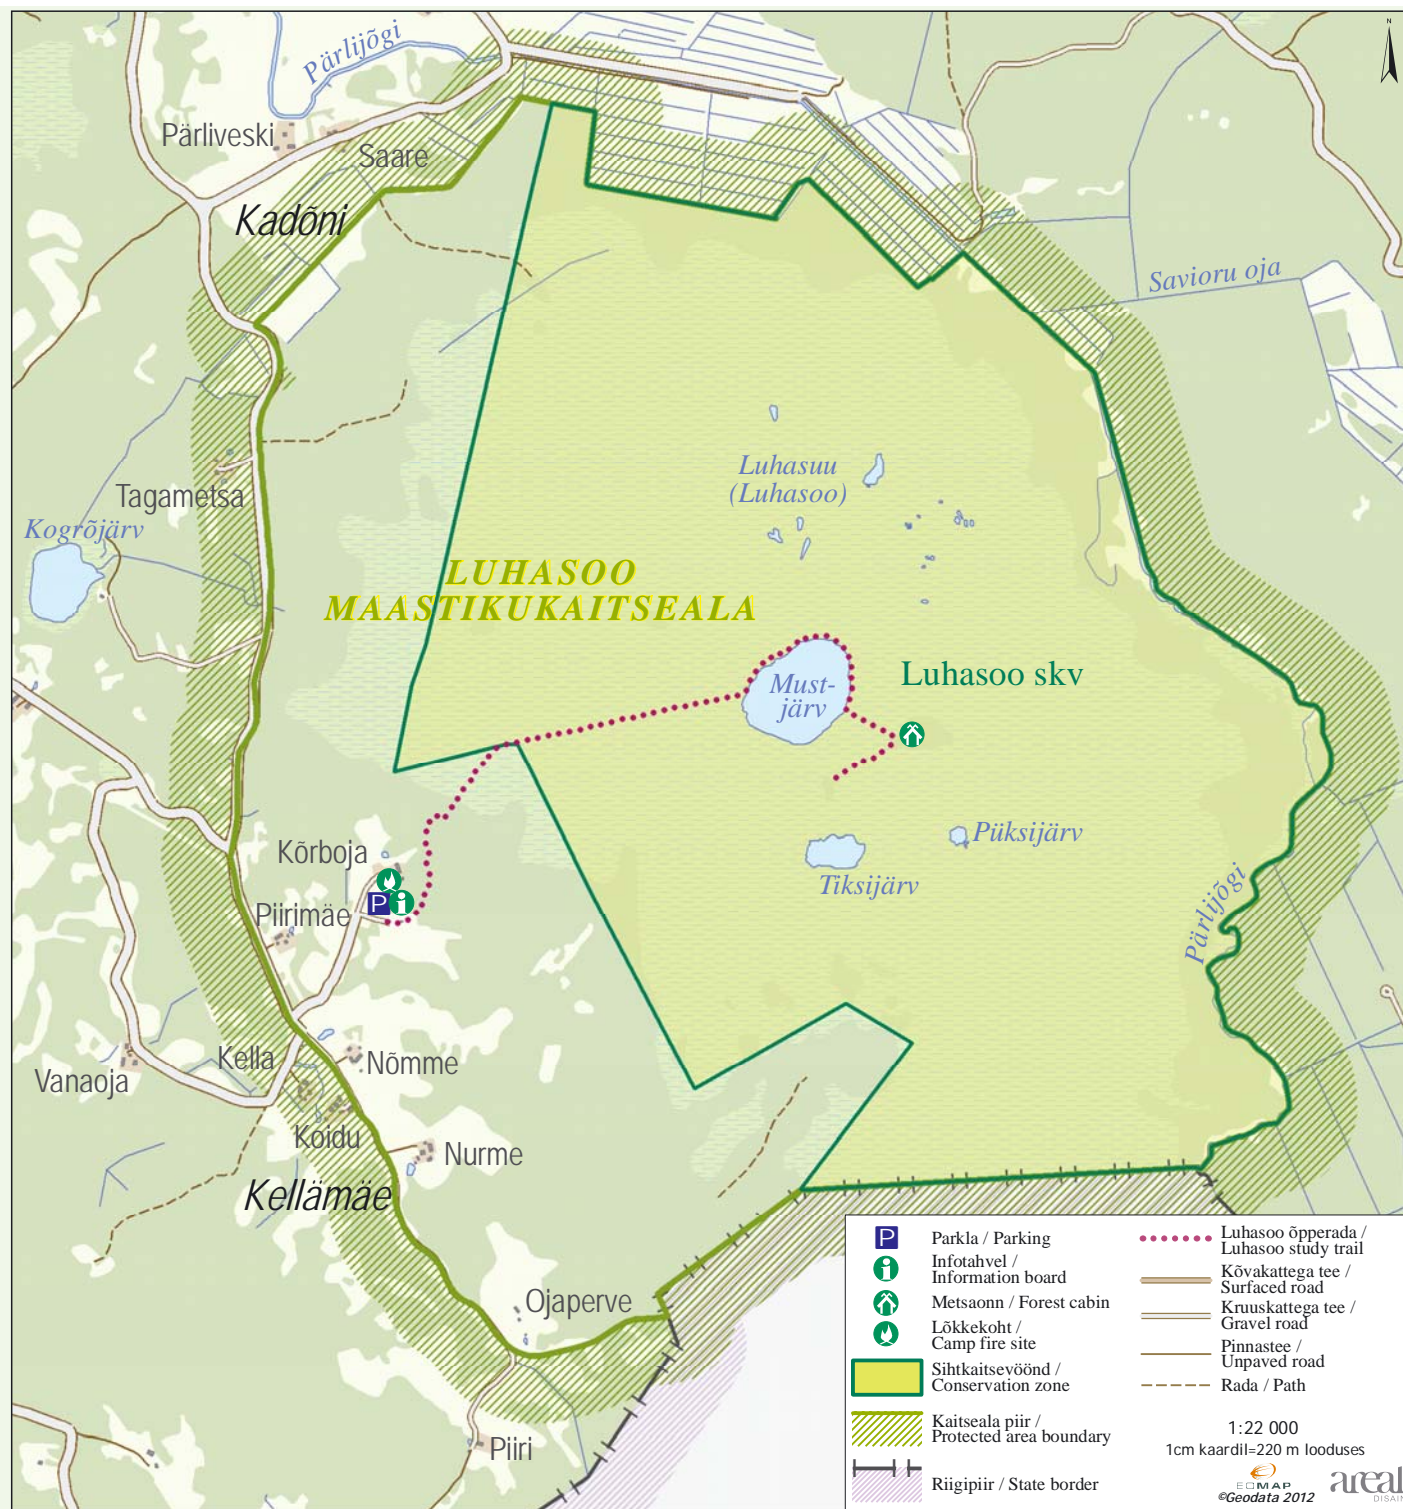 N
Pärlijõgi
Pärliveski
Saare
Kadõni
Savioru oja
Luhasuu
(Luhasoo)
Tagametsa
Kogrõjärv
LUHASOO
MAASTIKUKAITSEALA
Luhasoo skv
Must-
järv
Kõrboja
Püksijärv
Tiksijärv
P
Piirimäe
Pärlijõgi
Kella
Nõmme
Vanaoja
Koidu
Nurme
Kellämäe
Ojaperve
Piiri
P
Parkla / Parking
Infotahvel /
Information board
Metsaonn / Forest cabin
Lõkkekoht /
Camp fire site
Sihtkaitsevöönd /
Conservation zone
Kaitseala piir /
Protected area boundary
Riigipiir / State border
Luhasoo õpperada /
Luhasoo study trail
Kõvakattega tee /
Surfaced road
Kruuskattega tee /
Gravel road
Pinnastee /
Unpaved road
Rada / Path
1:22 000
1cm kaardil=220 m looduses
EOMAP
©Geodata 2012
areal
DISAIN